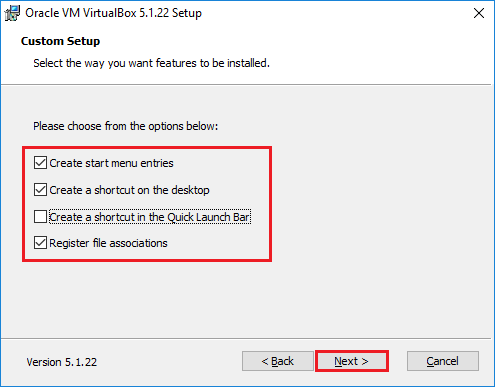 Oracle VM VirtualBox 5.1.22 Setup
Custom Setup
Select the way you want features to be installed.
Please choose from the options below:
Create start menu entries
Create a shortcut on the desktop
Create a shortcut in the Quick Launch Bar
Register file associations
Version 5.1.22 < Back Next > Cancel